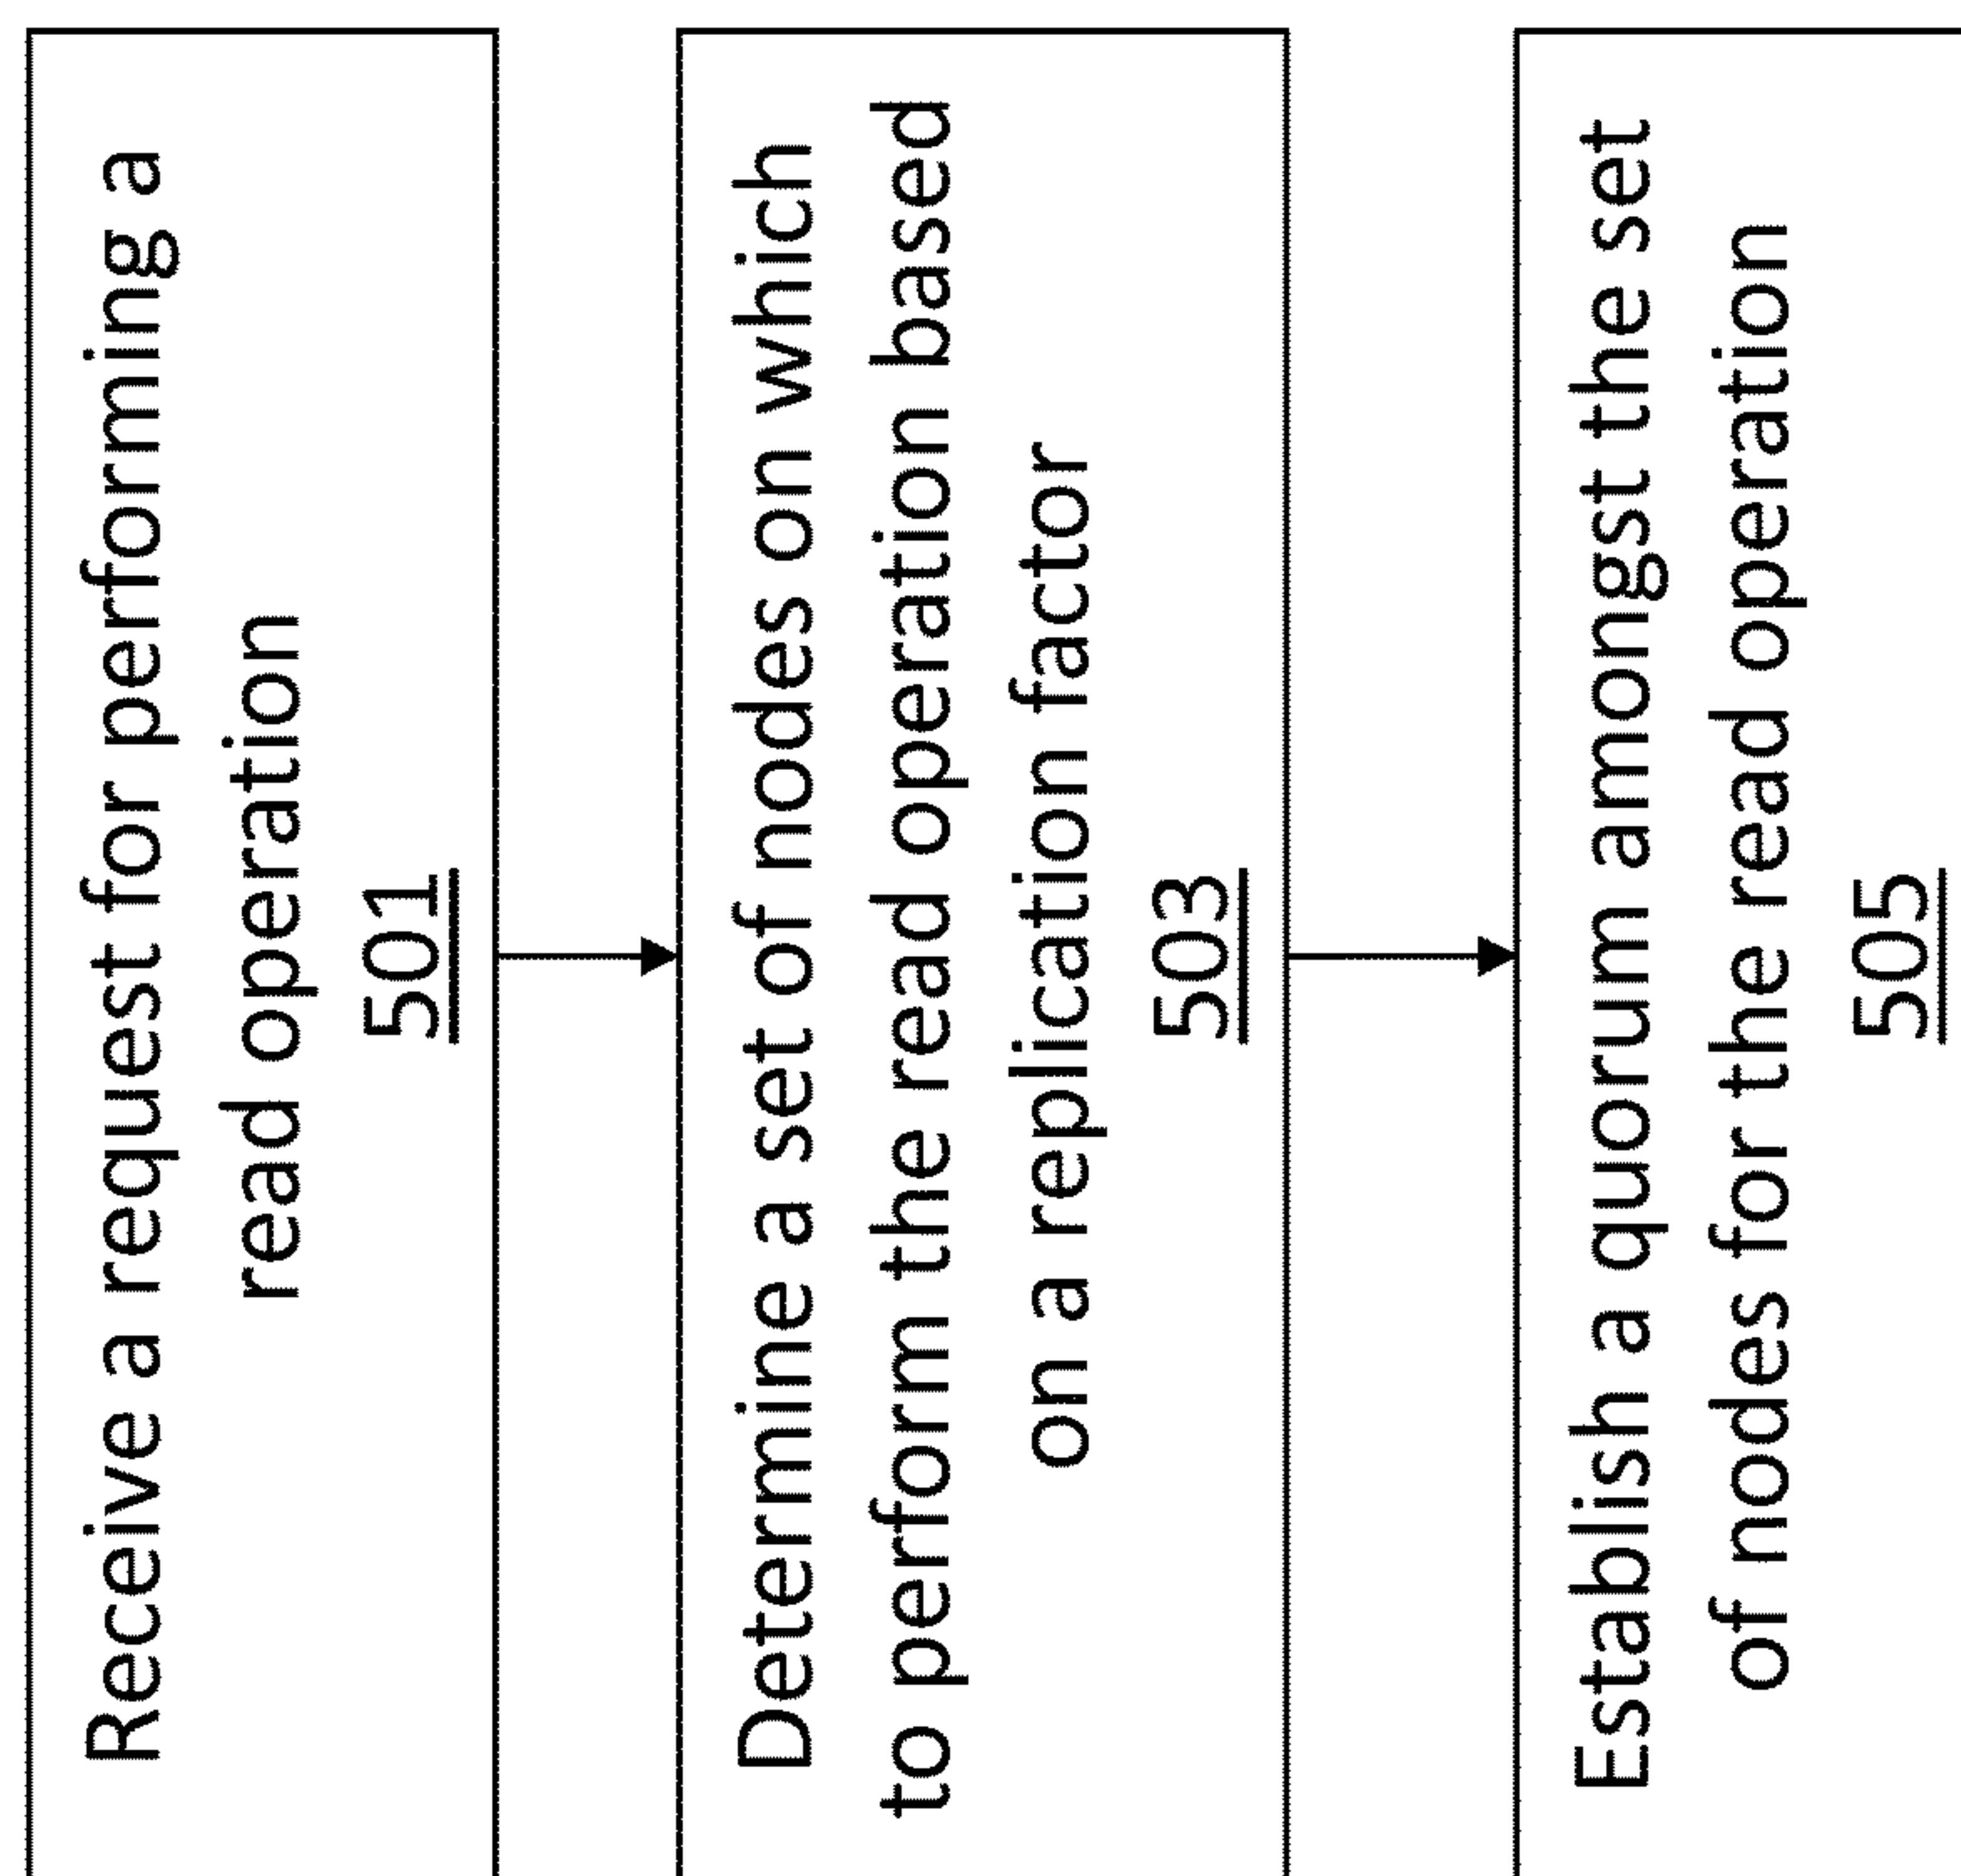 Receive a request for performing a
read operation
501
Determine a set of nodes on which
to perform the read operation based
on a replication factor
503
Establish a quorum amongst the set
of nodes for the read operation
505